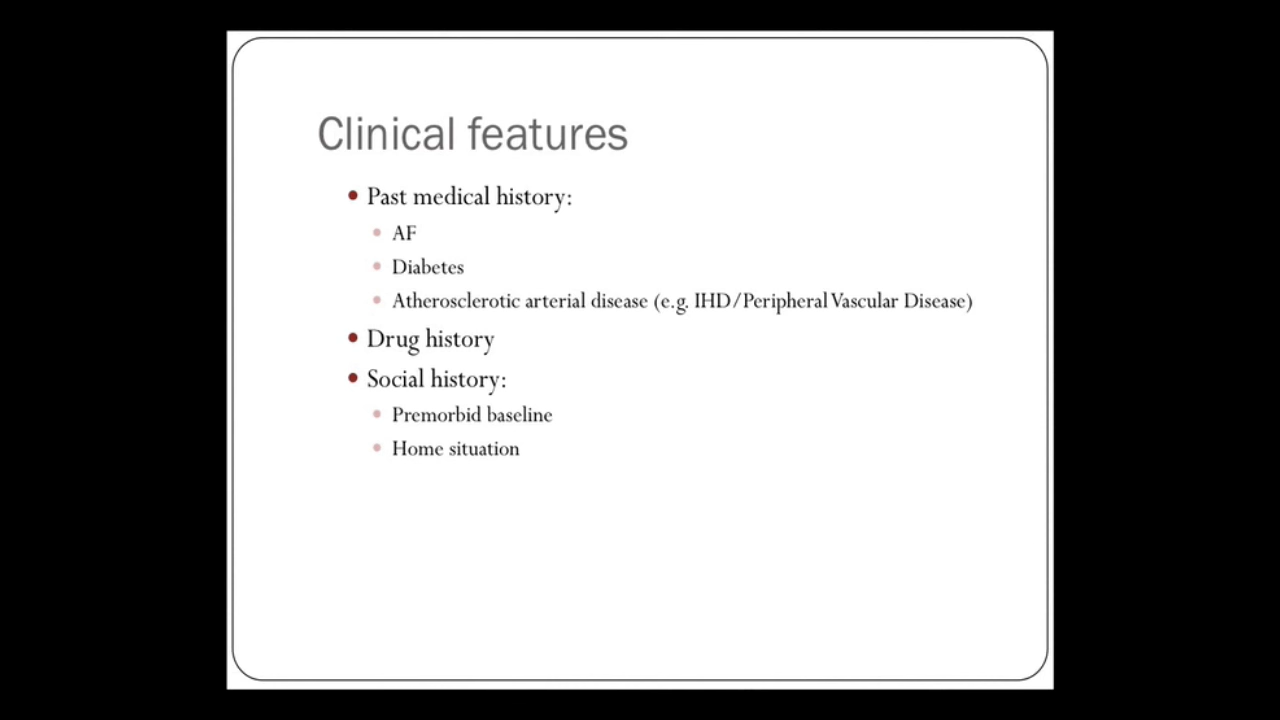 Clinical features
Past medical history:
AF
Diabetes
Atherosclerotic arterial disease (e.g. IHD/Peripheral Vascular Disease)
Drug history
Social history:
Premorbid baseline
Home situation